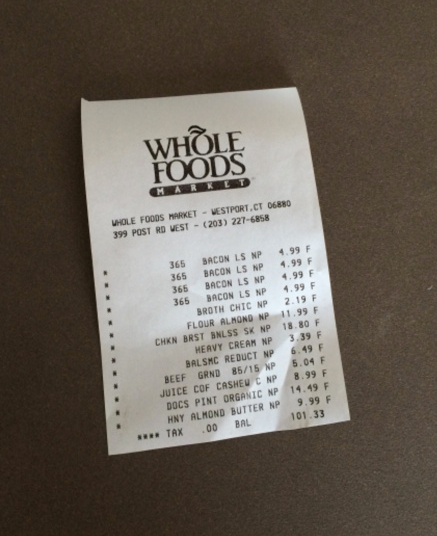 WHOLE
FOODS
MARKET
WHOLE FOODS MARKET - WESTPORT,CT 06880
399 POST RD WEST - (203) 227-6858
365 BACON LS NP 4.99 F
365 BACON LS NP 4.99 F
365 BACON LS NP 4.99 F
365 BACON LS NP 4.99 F
BROTH CHIC NP 2.19 F
FLOUR ALMOND NP 11.99 F
CHKN BRST BNLSS SK NP 18.80 F
HEAVY CREAM NP 3.39 F
BALSMC REDUCT NP 6.49 F
BEEF GRND 85/15 NP 5.04 F
JUICE COF CASHEW C NP 8.99 F
DOCS PINT ORGANIC NP 14.49 F
HNY ALMOND BUTTER NP 9.99 F
**** TAX .00 BAL 101.33